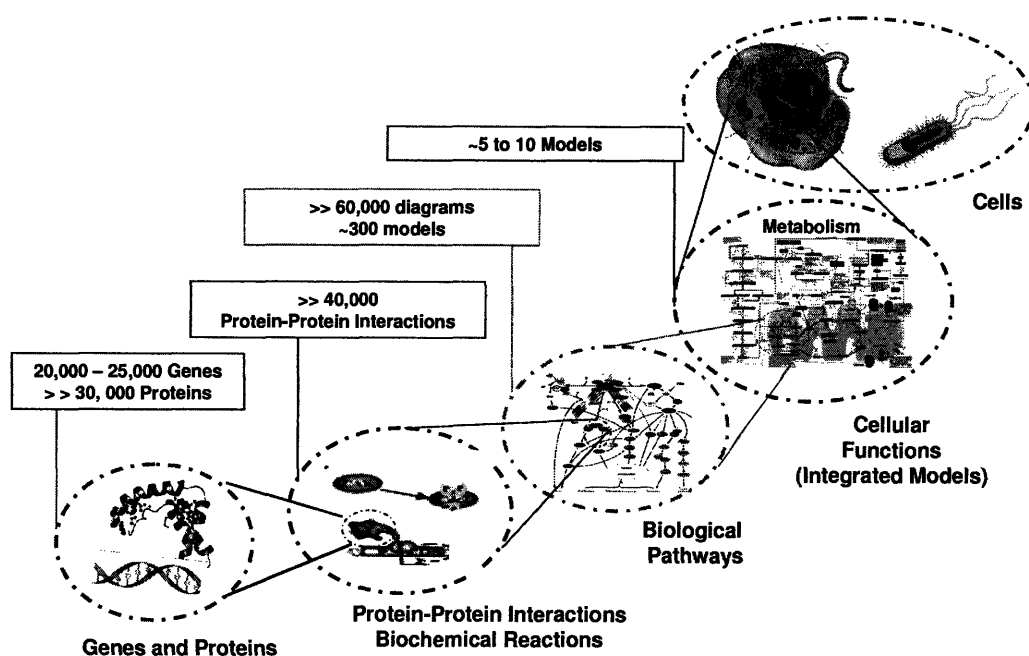 ~5 to 10 Models
Cells
>> 60,000 diagrams
~300 models
Metabolism
>> 40,000
Protein-Protein Interactions
20,000 – 25,000 Genes
> > 30, 000 Proteins
Cellular
Functions
(Integrated Models)
Biological
Pathways
Protein-Protein Interactions
Biochemical Reactions
Genes and Proteins